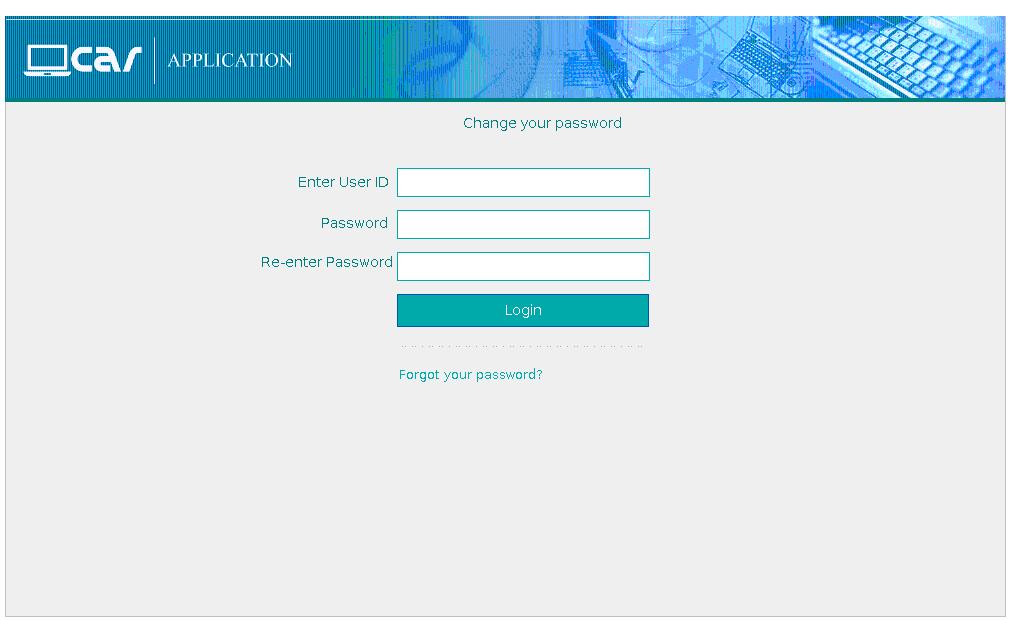 car APPLICATION
Change your password
Enter User ID
Password
Re-enter Password
Login
Forgot your password?